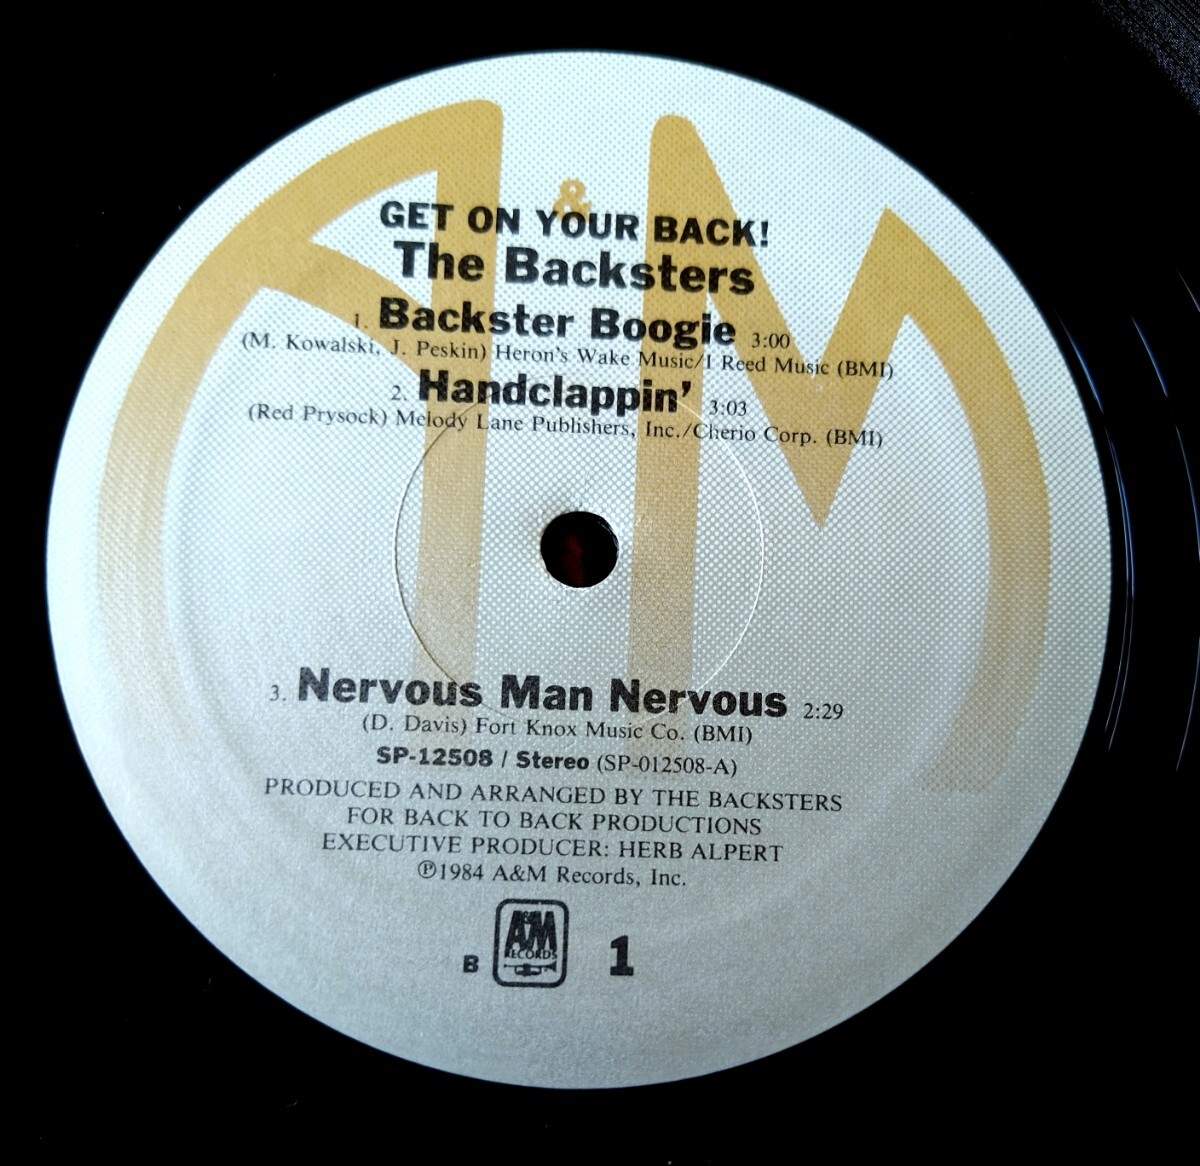 A & M
GET ON YOUR BACK!
The Backsters
1. Backster Boogie 3:00
(M. Kowalski, J. Peskin) Heron's Wake Music/I Reed Music (BMI)
2. Handclappin' 3:03
(Red Prysock) Melody Lane Publishers, Inc./Cherio Corp. (BMI)
3. Nervous Man Nervous 2:29
(D. Davis) Fort Knox Music Co. (BMI)
SP-12508 / Stereo (SP-012508-A)
PRODUCED AND ARRANGED BY THE BACKSTERS
FOR BACK TO BACK PRODUCTIONS
EXECUTIVE PRODUCER: HERB ALPERT
℗1984 A&M Records, Inc.
A&M
RECORDS
B 1